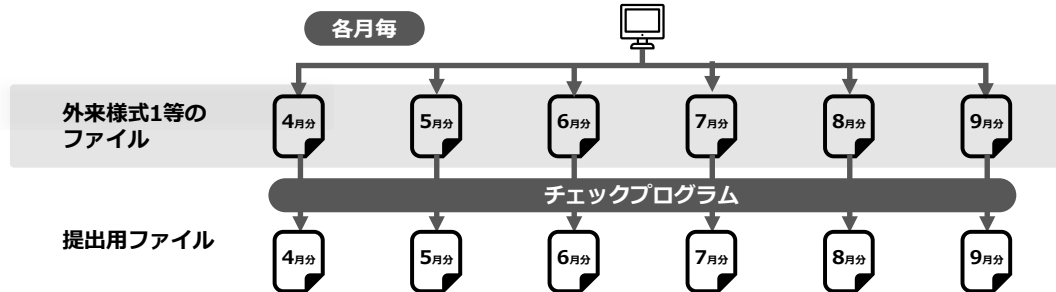 各月毎
外来様式1等の
ファイル
4月分 5月分 6月分 7月分 8月分 9月分
チェックプログラム
提出用ファイル
4月分 5月分 6月分 7月分 8月分 9月分